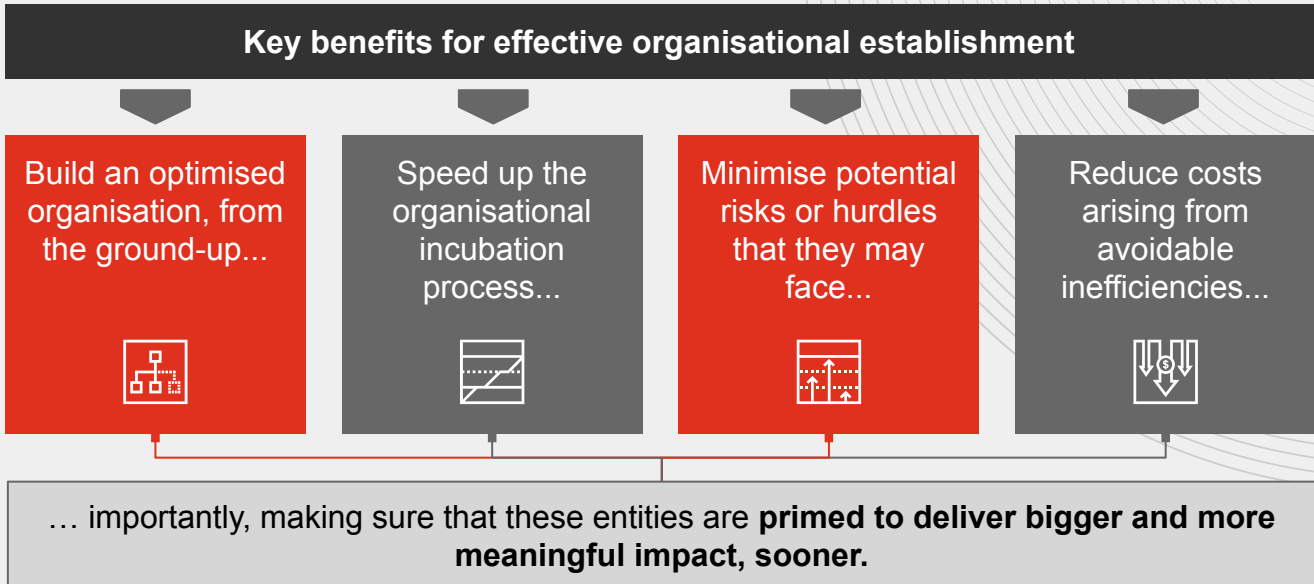 Key benefits for effective organisational establishment
Build an optimised
organisation, from
the ground-up...
Speed up the
organisational
incubation
process...
Minimise potential
risks or hurdles
that they may
face...
Reduce costs
arising from
avoidable
inefficiencies...
$
… importantly, making sure that these entities are primed to deliver bigger and more
meaningful impact, sooner.